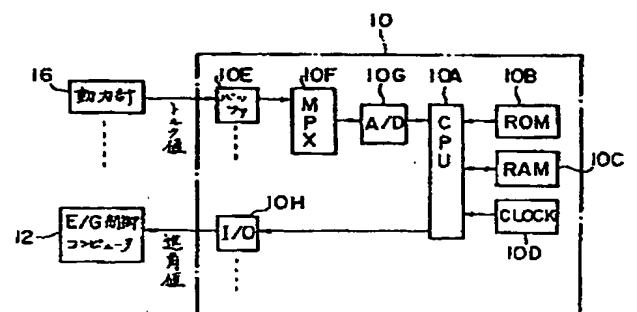 10
16
10E
10F
10G
10A
10B
動力計
トルク値
バッ
ファ
MPX
A/D
CPU
ROM
RAM
10C
CLOCK
10D
10H
12
E/G制御
コンピュータ
進角値
I/O